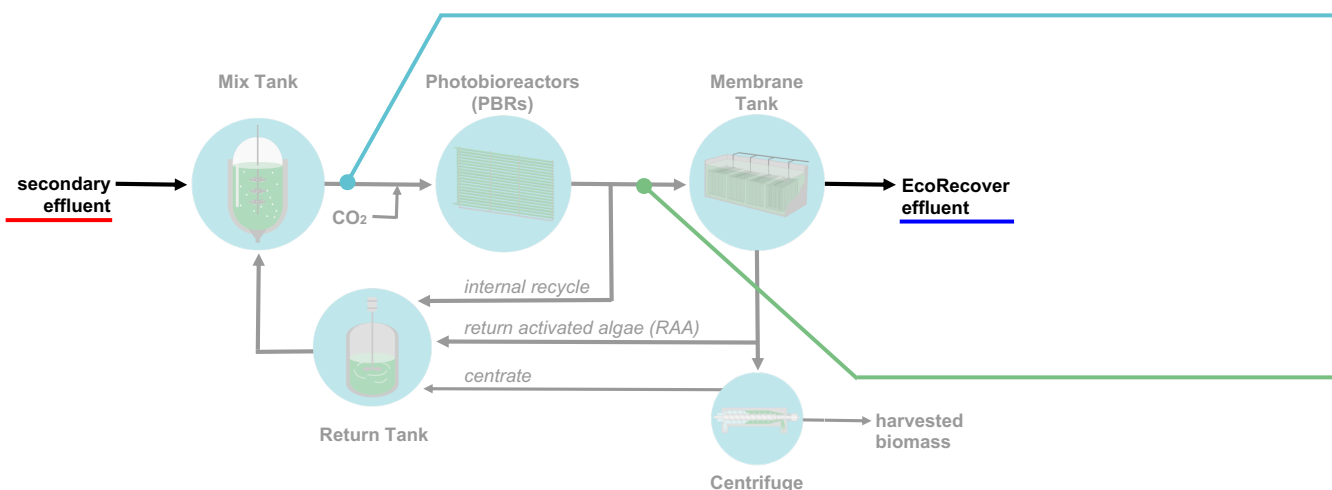 Mix Tank
Photobioreactors
(PBRs)
Membrane
Tank
secondary
effluent
CO₂
EcoRecover
effluent
internal recycle
return activated algae (RAA)
centrate
Return Tank
harvested
biomass
Centrifuge